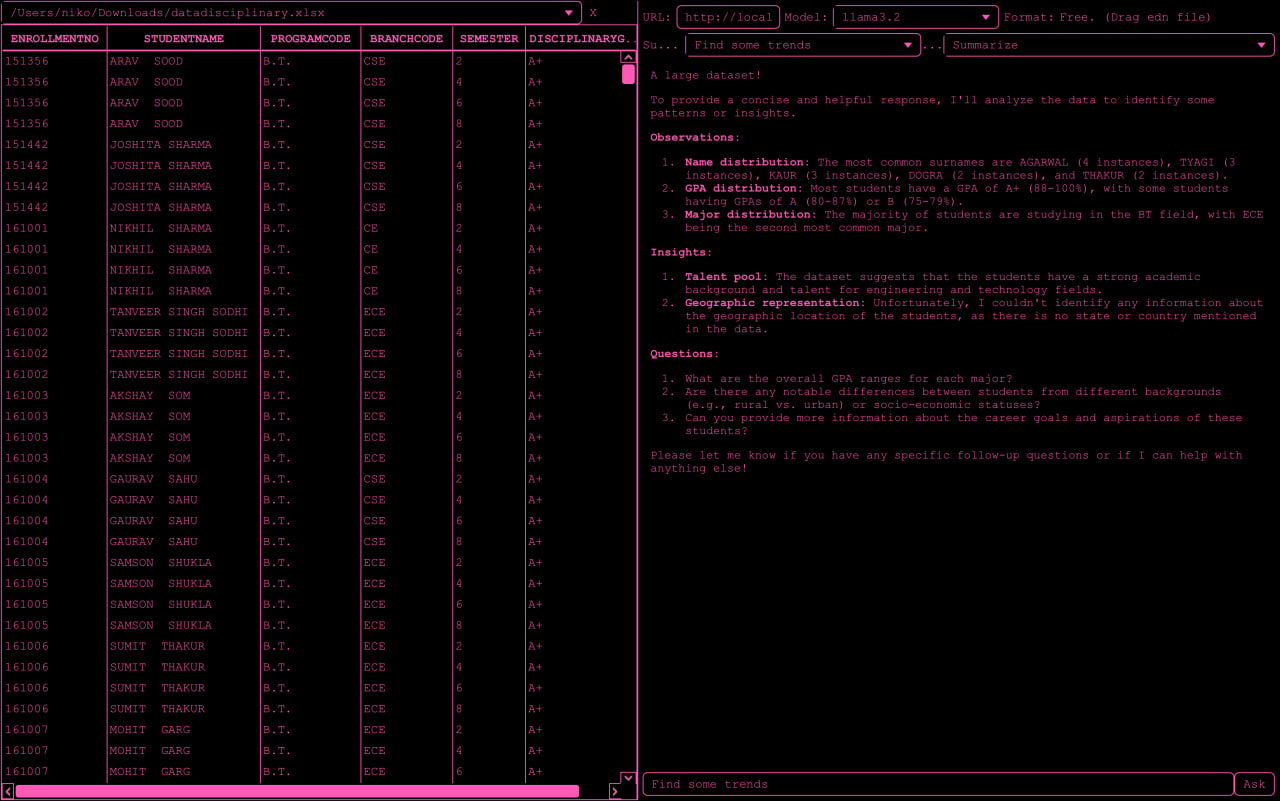 /Users/niko/Downloads/datadisciplinary.xlsx X
ENROLLMENTNO STUDENTNAME PROGRAMCODE BRANCHCODE SEMESTER DISCIPLINARYG...
151356 ARAV SOOD B.T. CSE 2 A+
151356 ARAV SOOD B.T. CSE 4 A+
151356 ARAV SOOD B.T. CSE 6 A+
151356 ARAV SOOD B.T. CSE 8 A+
151442 JOSHITA SHARMA B.T. CSE 2 A+
151442 JOSHITA SHARMA B.T. CSE 4 A+
151442 JOSHITA SHARMA B.T. CSE 6 A+
151442 JOSHITA SHARMA B.T. CSE 8 A+
161001 NIKHIL SHARMA B.T. CE 2 A+
161001 NIKHIL SHARMA B.T. CE 4 A+
161001 NIKHIL SHARMA B.T. CE 6 A+
161001 NIKHIL SHARMA B.T. CE 8 A+
161002 TANVEER SINGH SODHI B.T. ECE 2 A+
161002 TANVEER SINGH SODHI B.T. ECE 4 A+
161002 TANVEER SINGH SODHI B.T. ECE 6 A+
161002 TANVEER SINGH SODHI B.T. ECE 8 A+
161003 AKSHAY SOM B.T. ECE 2 A+
161003 AKSHAY SOM B.T. ECE 4 A+
161003 AKSHAY SOM B.T. ECE 6 A+
161003 AKSHAY SOM B.T. ECE 8 A+
161004 GAURAV SAHU B.T. CSE 2 A+
161004 GAURAV SAHU B.T. CSE 4 A+
161004 GAURAV SAHU B.T. CSE 6 A+
161004 GAURAV SAHU B.T. CSE 8 A+
161005 SAMSON SHUKLA B.T. ECE 2 A+
161005 SAMSON SHUKLA B.T. ECE 4 A+
161005 SAMSON SHUKLA B.T. ECE 6 A+
161005 SAMSON SHUKLA B.T. ECE 8 A+
161006 SUMIT THAKUR B.T. ECE 2 A+
161006 SUMIT THAKUR B.T. ECE 4 A+
161006 SUMIT THAKUR B.T. ECE 6 A+
161006 SUMIT THAKUR B.T. ECE 8 A+
161007 MOHIT GARG B.T. ECE 2 A+
161007 MOHIT GARG B.T. ECE 4 A+
161007 MOHIT GARG B.T. ECE 6 A+
URL: http://local Model: llama3.2 Format: Free. (Drag edn file)
Su... Find some trends ... Summarize
A large dataset!
To provide a concise and helpful response, I'll analyze the data to identify some
patterns or insights.
Observations:
1. Name distribution: The most common surnames are AGARWAL (4 instances), TYAGI (3
instances), KAUR (3 instances), DOGRA (2 instances), and THAKUR (2 instances).
2. GPA distribution: Most students have a GPA of A+ (88-100%), with some students
having GPAs of A (80-87%) or B (75-79%).
3. Major distribution: The majority of students are studying in the BT field, with ECE
being the second most common major.
Insights:
1. Talent pool: The dataset suggests that the students have a strong academic
background and talent for engineering and technology fields.
2. Geographic representation: Unfortunately, I couldn't identify any information about
the geographic location of the students, as there is no state or country mentioned
in the data.
Questions:
1. What are the overall GPA ranges for each major?
2. Are there any notable differences between students from different backgrounds
(e.g., rural vs. urban) or socio-economic statuses?
3. Can you provide more information about the career goals and aspirations of these
students?
Please let me know if you have any specific follow-up questions or if I can help with
anything else!
Find some trends Ask